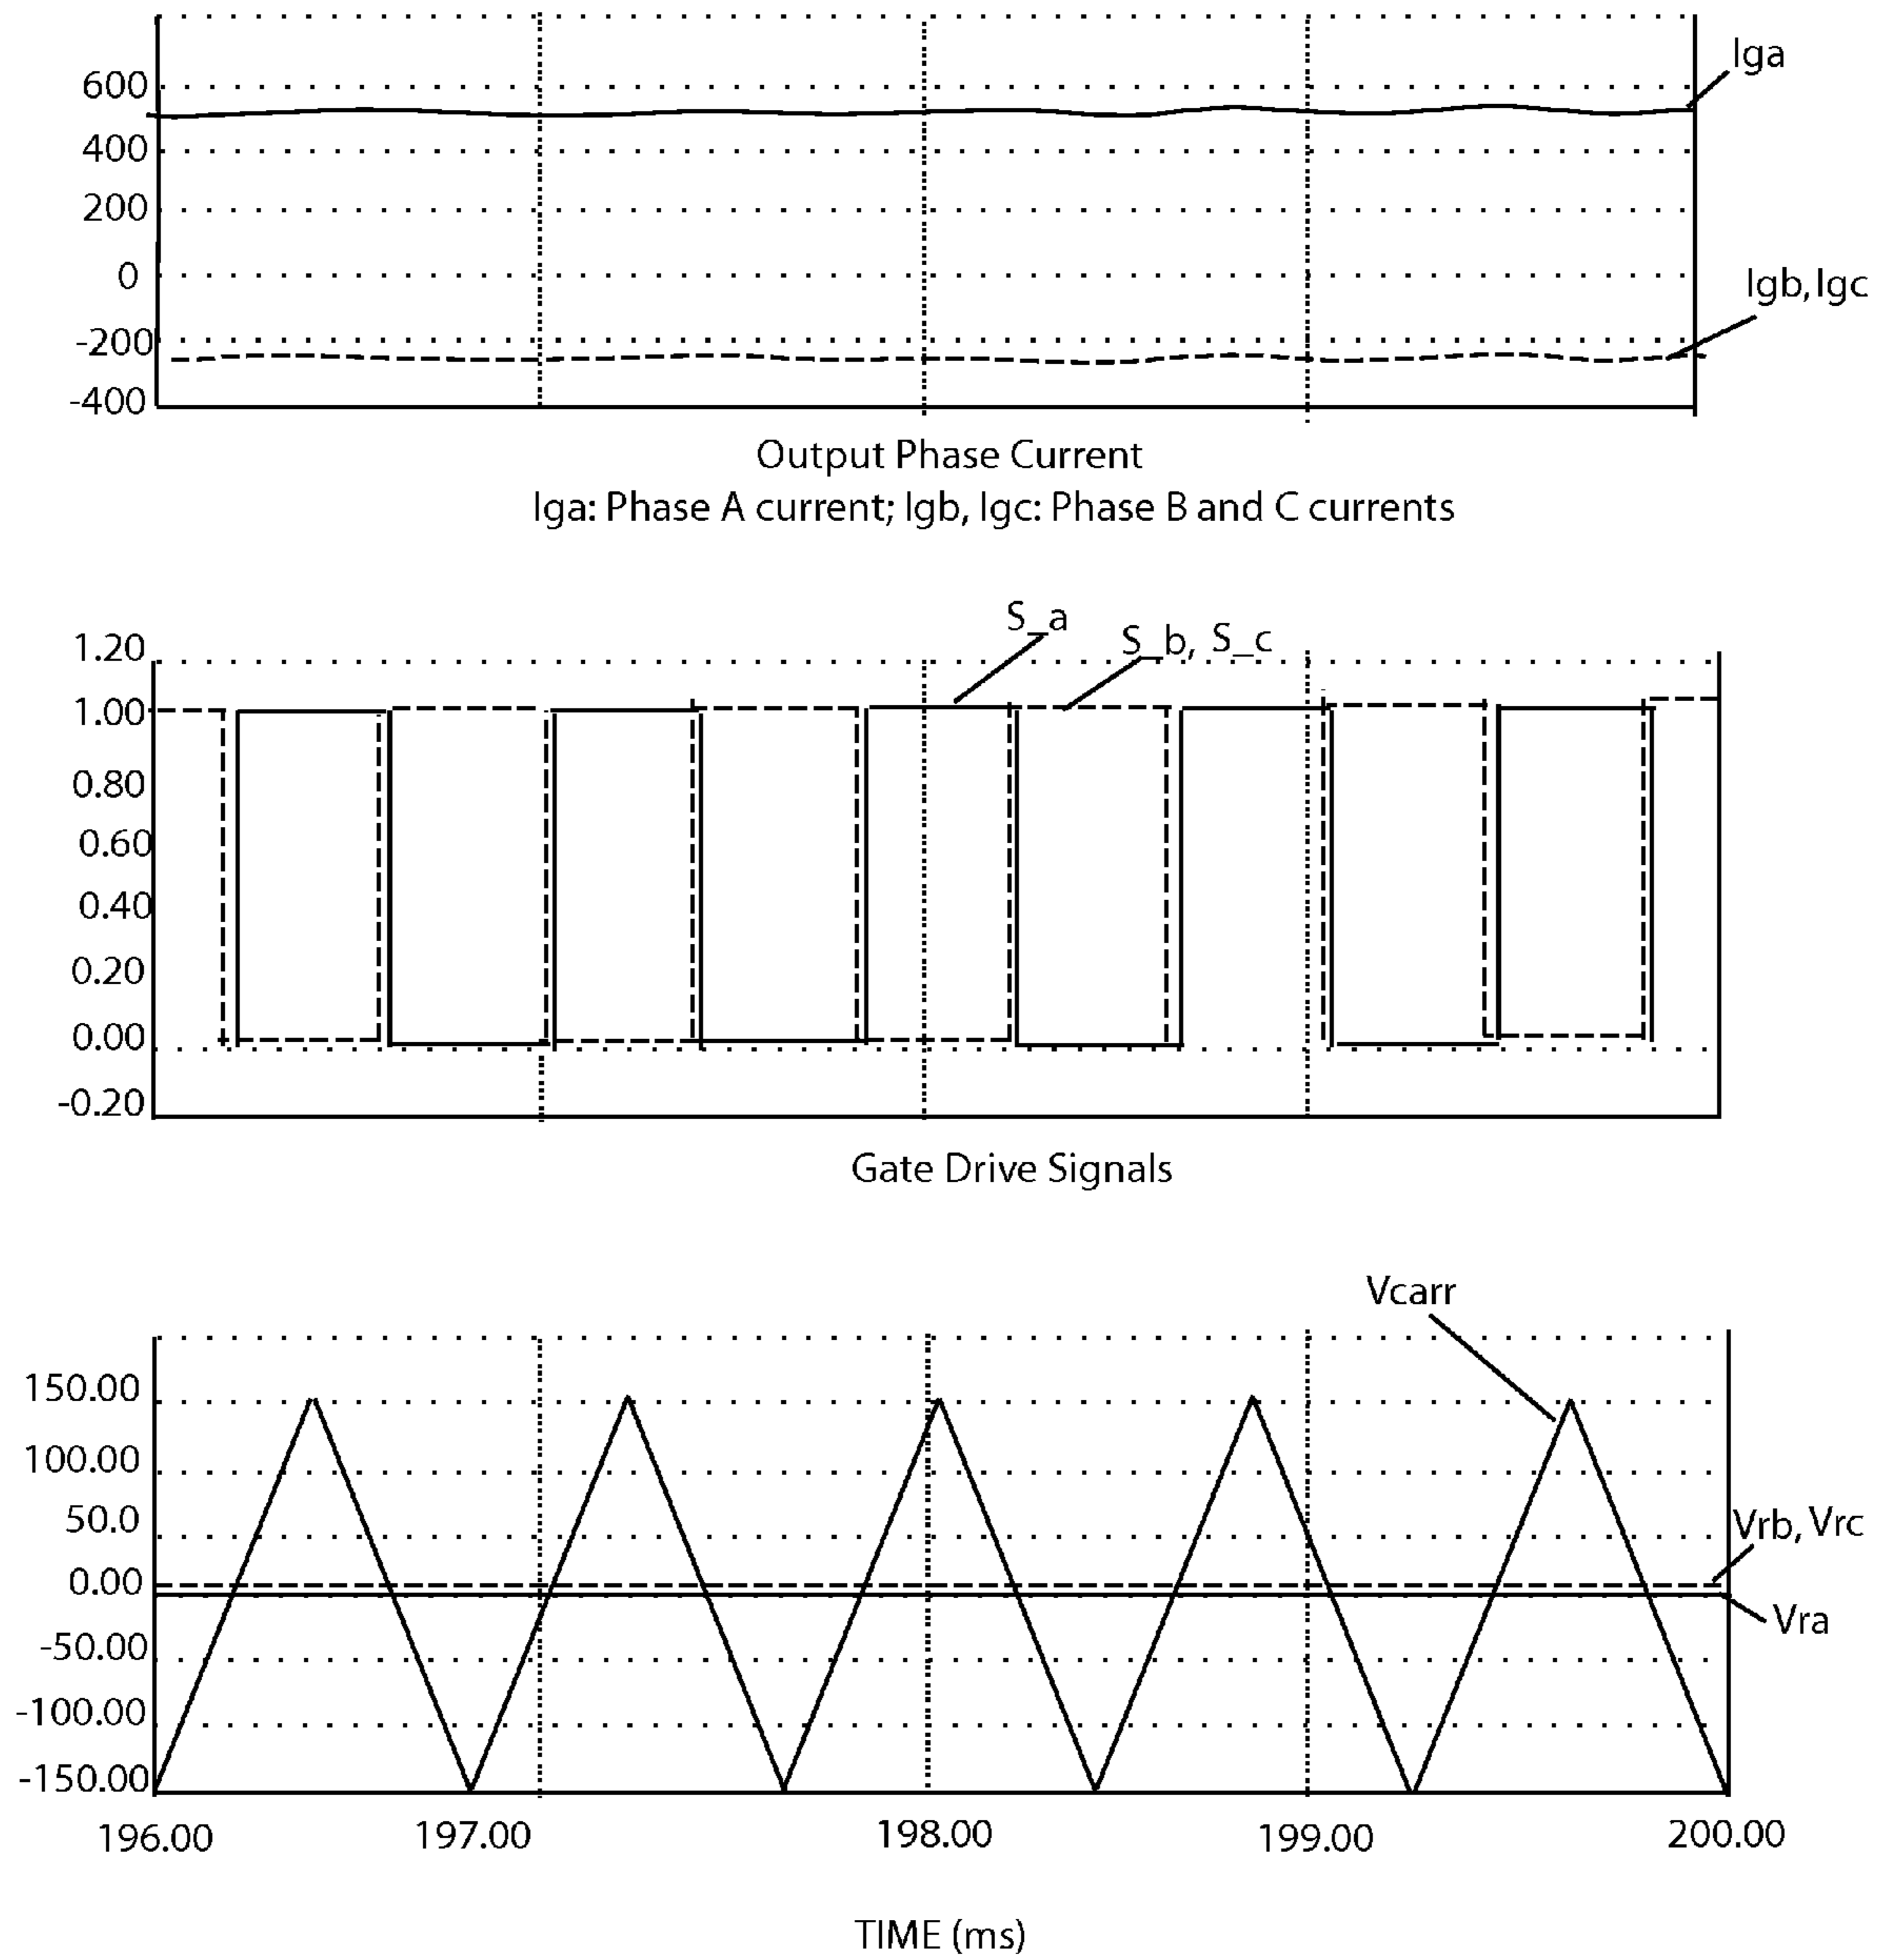 Iga
600
400
200
0
Igb, Igc
-200
-400
Output Phase Current
Iga: Phase A current; Igb, Igc: Phase B and C currents
S_a
S_b, S_c
1.20
1.00
0.80
0.60
0.40
0.20
0.00
-0.20
Gate Drive Signals
Vcarr
150.00
100.00
50.0
Vrb, Vrc
0.00
Vra
-50.00
-100.00
-150.00
196.00 197.00 198.00 199.00 200.00
TIME (ms)